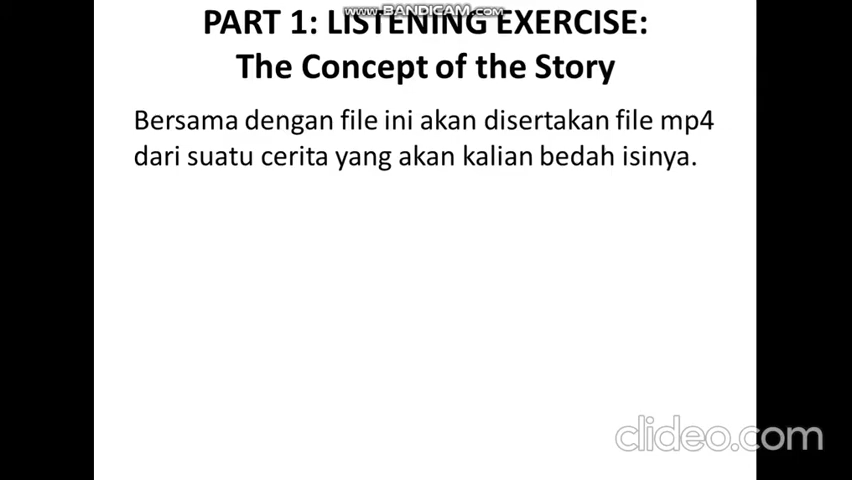 www.BANDICAM.com
PART 1: LISTENING EXERCISE:
The Concept of the Story
Bersama dengan file ini akan disertakan file mp4
dari suatu cerita yang akan kalian bedah isinya.
clideo.com